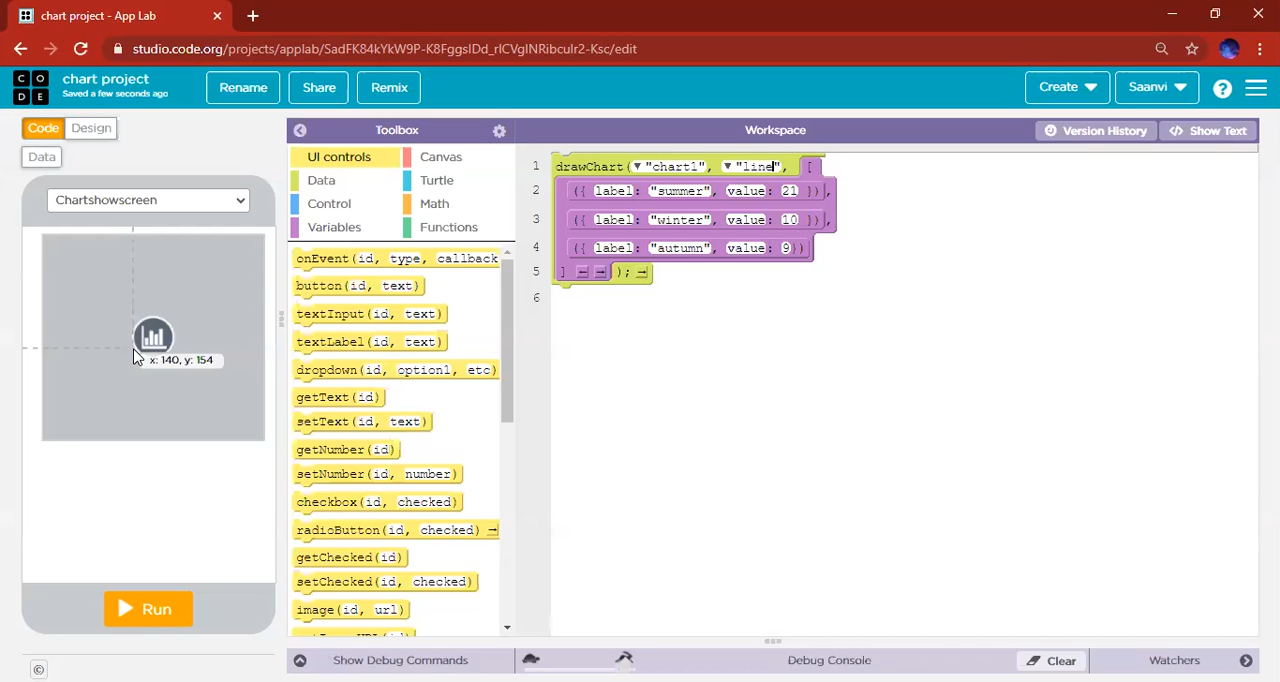 chart project - App Lab
studio.code.org/projects/applab/SadFK84kYkW9P-K8FggsIDd_rlCVglNRibculr2-Ksc/edit
C O D E
chart project
Saved a few seconds ago
Rename
Share
Remix
Create
Saanvi
?
Code
Design
Data
Toolbox
Workspace
Version History
</> Show Text
Chartshowscreen
UI controls
Canvas
Data
Turtle
Control
Math
Variables
Functions
onEvent(id, type, callback
button(id, text)
textInput(id, text)
textLabel(id, text)
dropdown(id, option1, etc)
getText(id)
setText(id, text)
getNumber(id)
setNumber(id, number)
checkbox(id, checked)
radioButton(id, checked)
getChecked(id)
setChecked(id, checked)
image(id, url)
1 drawChart("chart1", "line", [
2 ({ label: "summer", value: 21 }),
3 ({ label: "winter", value: 10 }),
4 ({ label: "autumn", value: 9})
5 ] );
6
x: 140, y: 154
Run
©
Show Debug Commands
Debug Console
Clear
Watchers